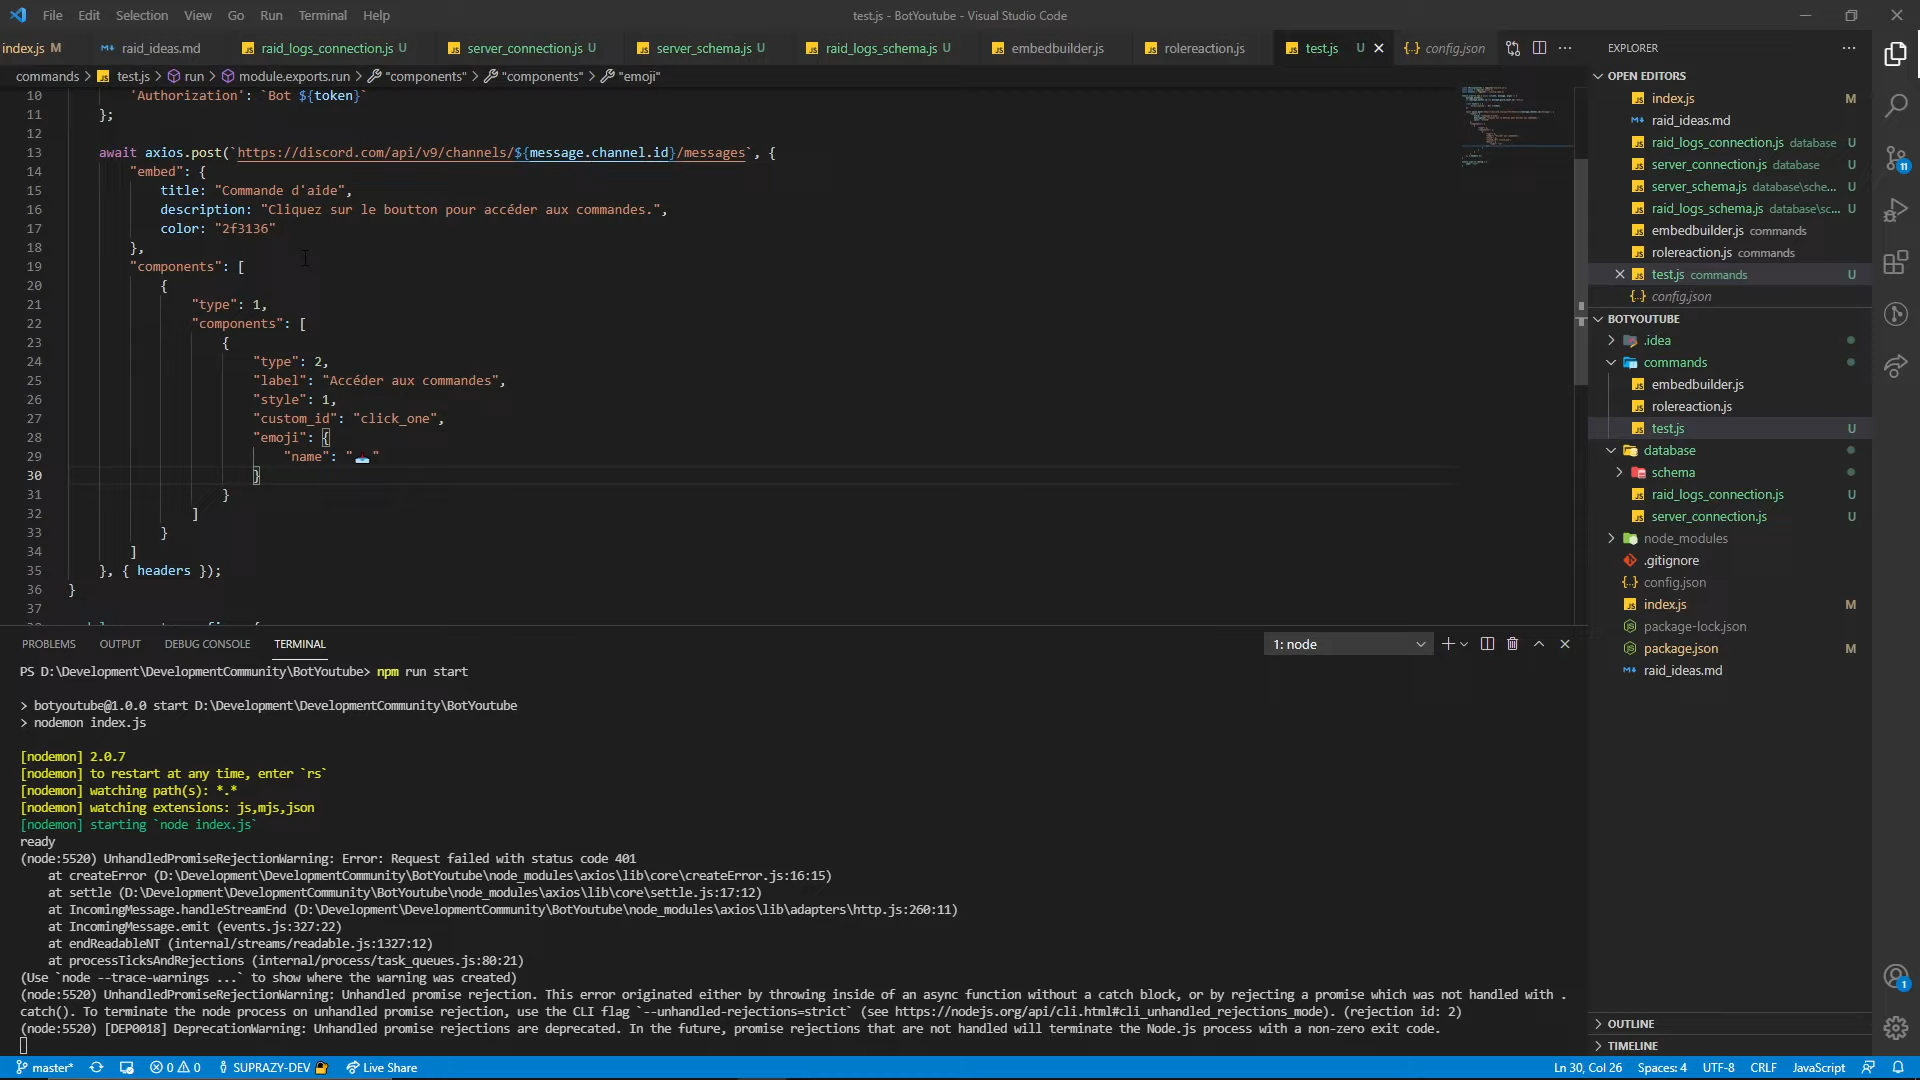 File Edit Selection View Go Run Terminal Help
test.js - BotYoutube - Visual Studio Code
index.js M raid_ideas.md raid_logs_connection.js U server_connection.js U server_schema.js U raid_logs_schema.js U embedbuilder.js rolereaction.js test.js U config.json
commands > test.js > run > module.exports.run > "components" > "components" > "emoji"
10 'Authorization': `Bot ${token}`
11 };
12
13 await axios.post(`https://discord.com/api/v9/channels/${message.channel.id}/messages`, {
14 "embed": {
15 title: "Commande d'aide",
16 description: "Cliquez sur le boutton pour accéder aux commandes.",
17 color: "2f3136"
18 },
19 "components": [
20 {
21 "type": 1,
22 "components": [
23 {
24 "type": 2,
25 "label": "Accéder aux commandes",
26 "style": 1,
27 "custom_id": "click_one",
28 "emoji": {
29 "name": " "
30 }
31 }
32 ]
33 }
34 ]
35 }, { headers });
36 }
37
PROBLEMS OUTPUT DEBUG CONSOLE TERMINAL
1: node
PS D:\Development\DevelopmentCommunity\BotYoutube> npm run start
> botyoutube@1.0.0 start D:\Development\DevelopmentCommunity\BotYoutube
> nodemon index.js
[nodemon] 2.0.7
[nodemon] to restart at any time, enter `rs`
[nodemon] watching path(s): *.*
[nodemon] watching extensions: js,mjs,json
[nodemon] starting `node index.js`
ready
(node:5520) UnhandledPromiseRejectionWarning: Error: Request failed with status code 401
at createError (D:\Development\DevelopmentCommunity\BotYoutube\node_modules\axios\lib\core\createError.js:16:15)
at settle (D:\Development\DevelopmentCommunity\BotYoutube\node_modules\axios\lib\core\settle.js:17:12)
at IncomingMessage.handleStreamEnd (D:\Development\DevelopmentCommunity\BotYoutube\node_modules\axios\lib\adapters\http.js:260:11)
at IncomingMessage.emit (events.js:327:22)
at endReadableNT (internal/streams/readable.js:1327:12)
at processTicksAndRejections (internal/process/task_queues.js:80:21)
(Use `node --trace-warnings ...` to show where the warning was created)
(node:5520) UnhandledPromiseRejectionWarning: Unhandled promise rejection. This error originated either by throwing inside of an async function without a catch block, or by rejecting a promise which was not handled with .
catch(). To terminate the node process on unhandled promise rejection, use the CLI flag `--unhandled-rejections=strict` (see https://nodejs.org/api/cli.html#cli_unhandled_rejections_mode). (rejection id: 2)
(node:5520) [DEP0018] DeprecationWarning: Unhandled promise rejections are deprecated. In the future, promise rejections that are not handled will terminate the Node.js process with a non-zero exit code.
EXPLORER
OPEN EDITORS
index.js M
raid_ideas.md
raid_logs_connection.js database U
server_connection.js database U
server_schema.js database\sche... U
raid_logs_schema.js database\sc... U
embedbuilder.js commands
rolereaction.js commands
test.js commands U
config.json
BOTYOUTUBE
.idea
commands
embedbuilder.js
rolereaction.js
test.js U
database
schema
raid_logs_connection.js U
server_connection.js U
node_modules
.gitignore
config.json
index.js M
package-lock.json
package.json M
raid_ideas.md
OUTLINE
TIMELINE
11
1
master* 0 0 SUPRAZY-DEV Live Share
Ln 30, Col 26 Spaces: 4 UTF-8 CRLF JavaScript